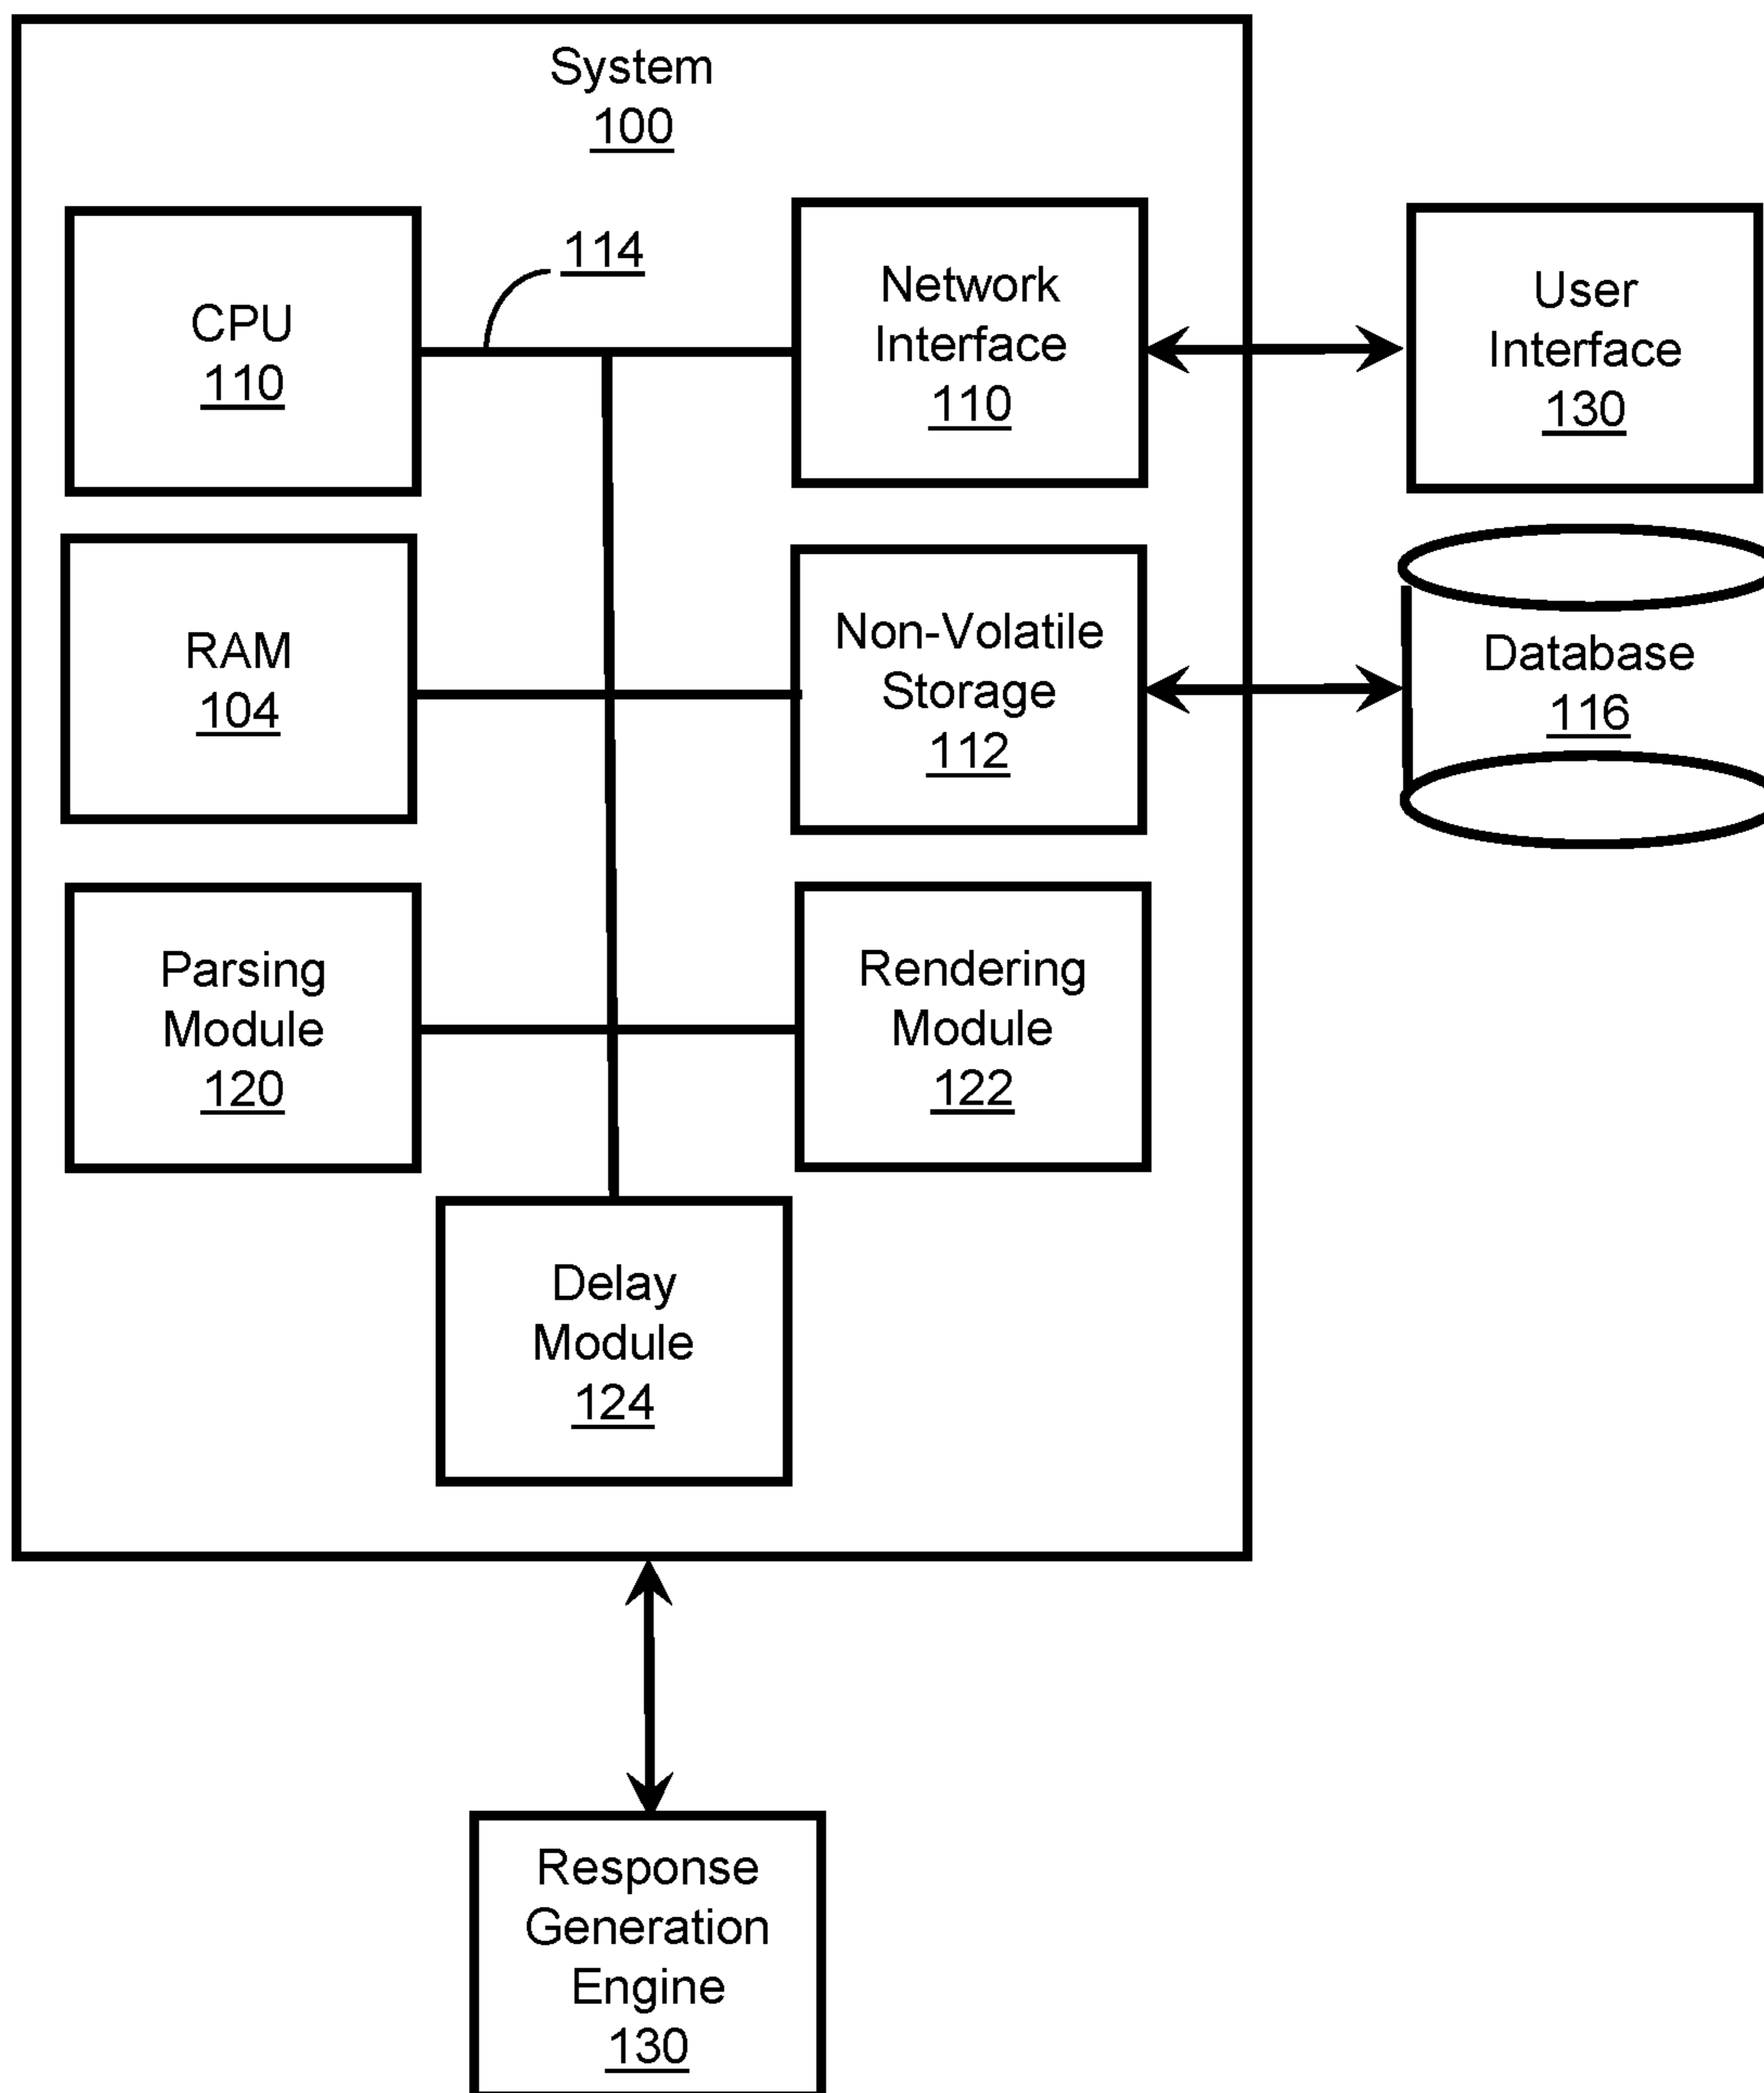 System
100
CPU
110
114
Network
Interface
110
User
Interface
130
RAM
104
Non-Volatile
Storage
112
Database
116
Parsing
Module
120
Rendering
Module
122
Delay
Module
124
Response
Generation
Engine
130